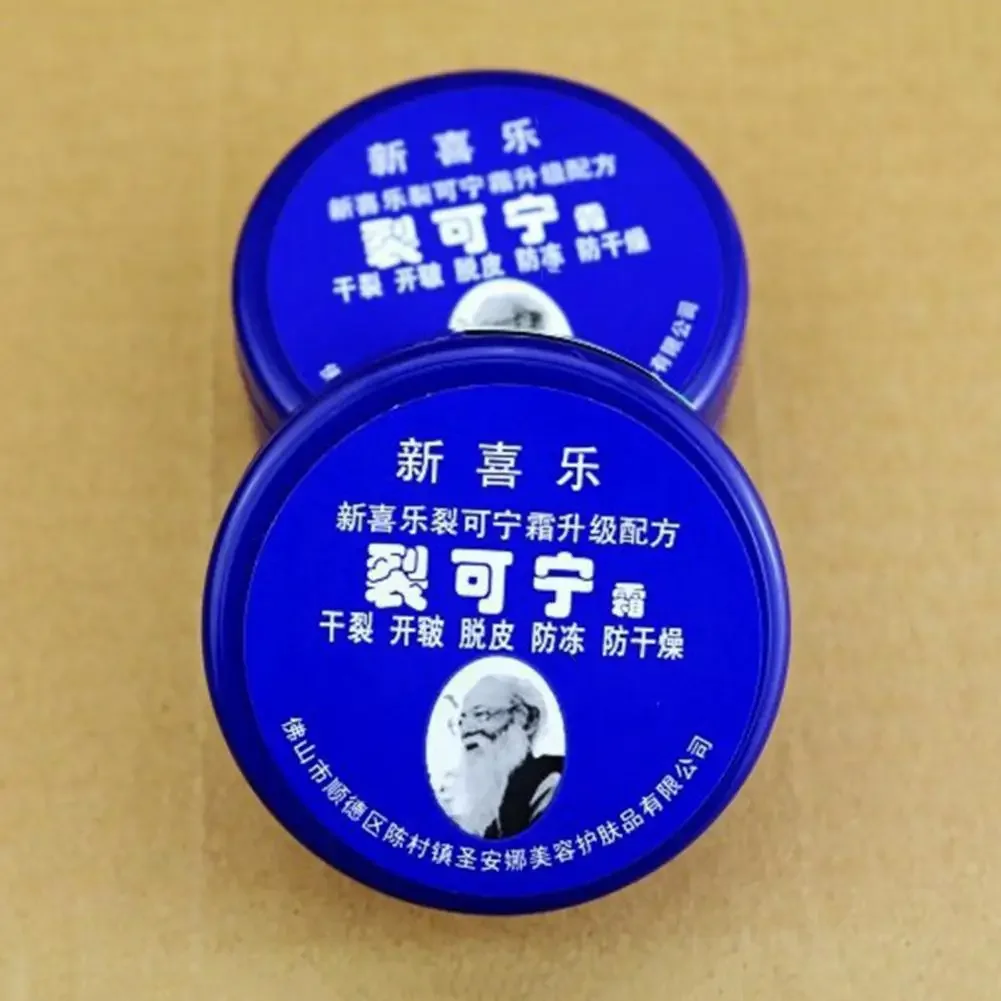 新喜乐
新喜乐裂可宁霜升级配方
裂可宁霜
干裂 开皲 脱皮 防冻 防干燥
有限公司
新喜乐
新喜乐裂可宁霜升级配方
裂可宁霜
干裂 开皲 脱皮 防冻 防干燥
佛山市顺德区陈村镇圣安娜美容护肤品有限公司